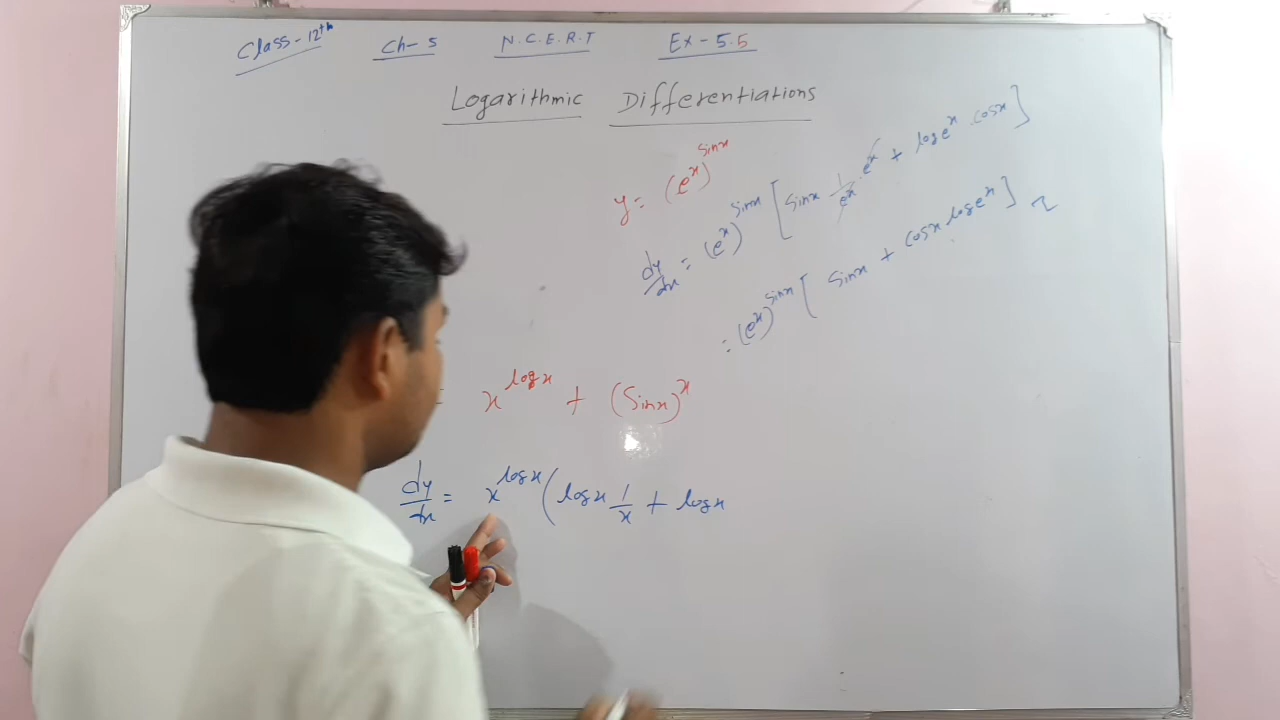 Class-12th Ch-5 N.C.E.R.T Ex-5.5
Logarithmic Differentiations
y = (e^x)^sinx
dy/dx = (e^x)^sinx [sinx 1/e^x · e^x + log e^x · cosx]
= (e^x)^sinx [sinx + cosx log e^x]
= x^logx + (sinx)^x
dy/dx = x^logx (logx 1/x + logx